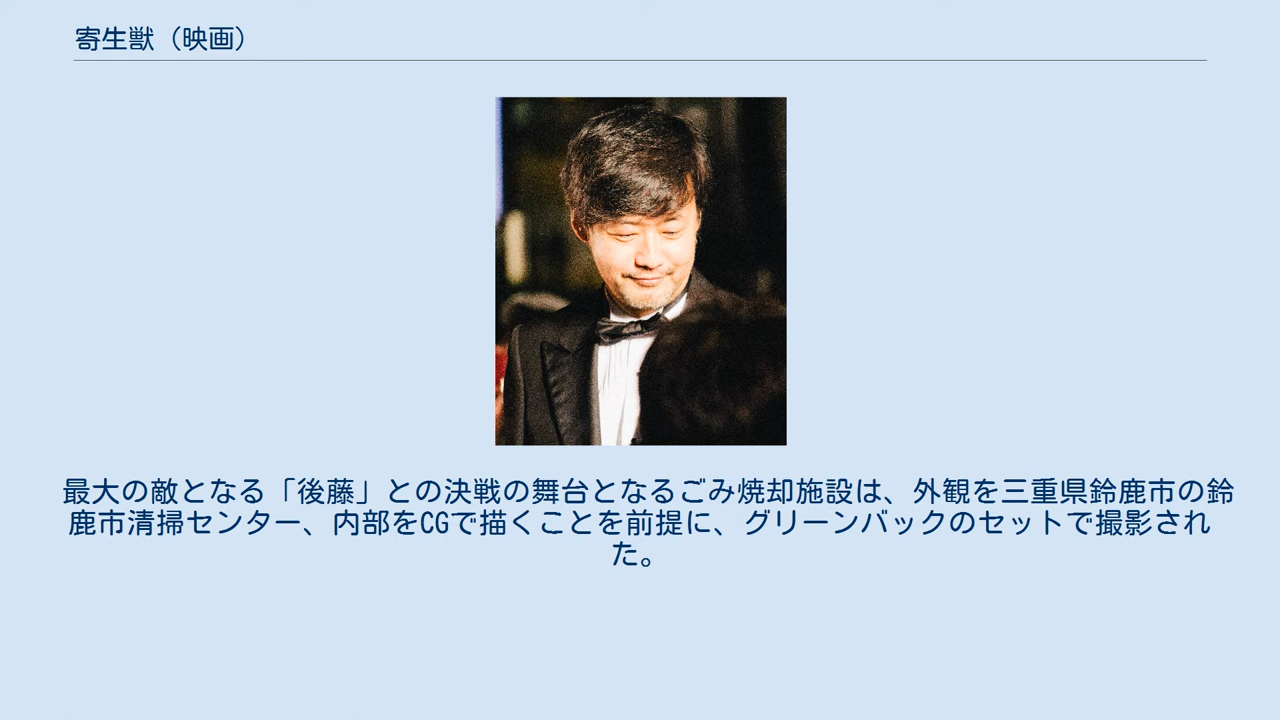 寄生獣（映画）
最大の敵となる「後藤」との決戦の舞台となるごみ焼却施設は、外観を三重県鈴鹿市の鈴
鹿市清掃センター、内部をCGで描くことを前提に、グリーンバックのセットで撮影され
た。